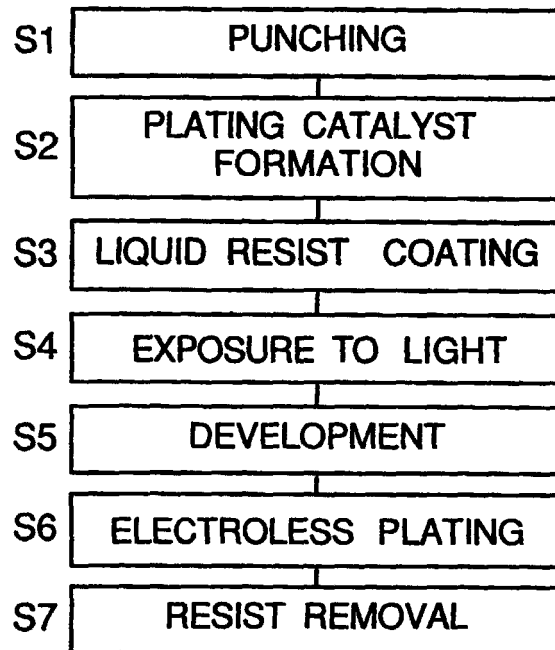 S1 PUNCHING
S2 PLATING CATALYST
FORMATION
S3 LIQUID RESIST COATING
S4 EXPOSURE TO LIGHT
S5 DEVELOPMENT
S6 ELECTROLESS PLATING
S7 RESIST REMOVAL